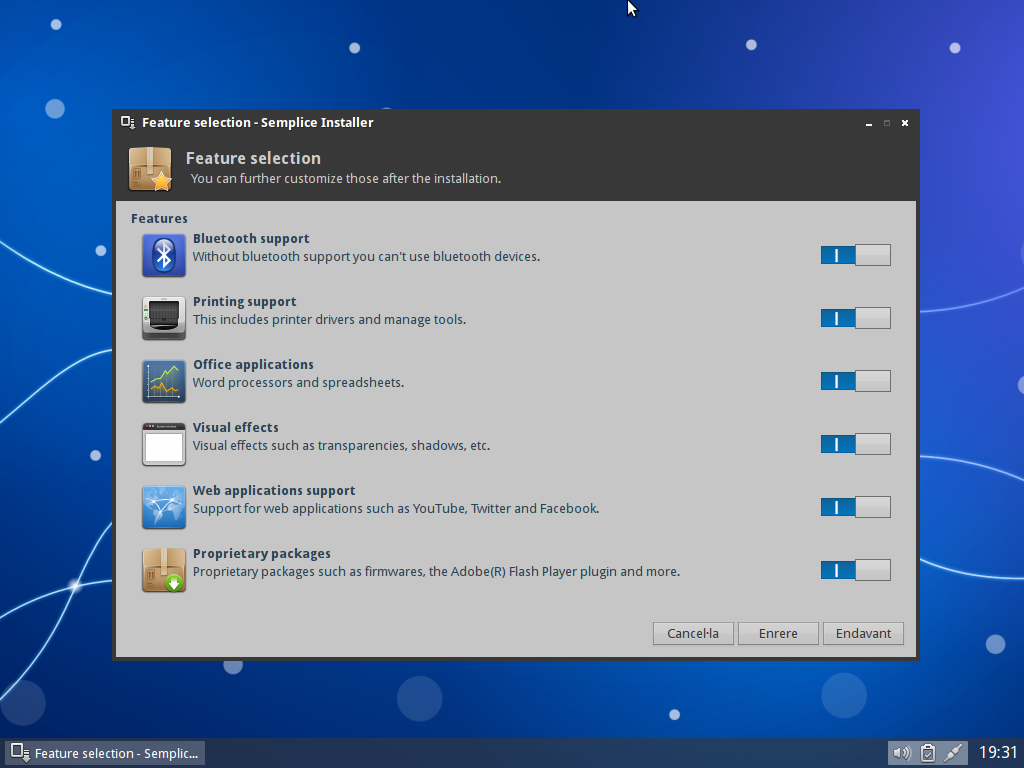 Feature selection - Semplice Installer
Feature selection
You can further customize those after the installation.
Features
Bluetooth support
Without bluetooth support you can't use bluetooth devices.
Printing support
This includes printer drivers and manage tools.
Office applications
Word processors and spreadsheets.
Visual effects
Visual effects such as transparencies, shadows, etc.
Web applications support
Support for web applications such as YouTube, Twitter and Facebook.
Proprietary packages
Proprietary packages such as firmwares, the Adobe(R) Flash Player plugin and more.
Cancel·la Enrere Endavant
Feature selection - Semplic... 19:31